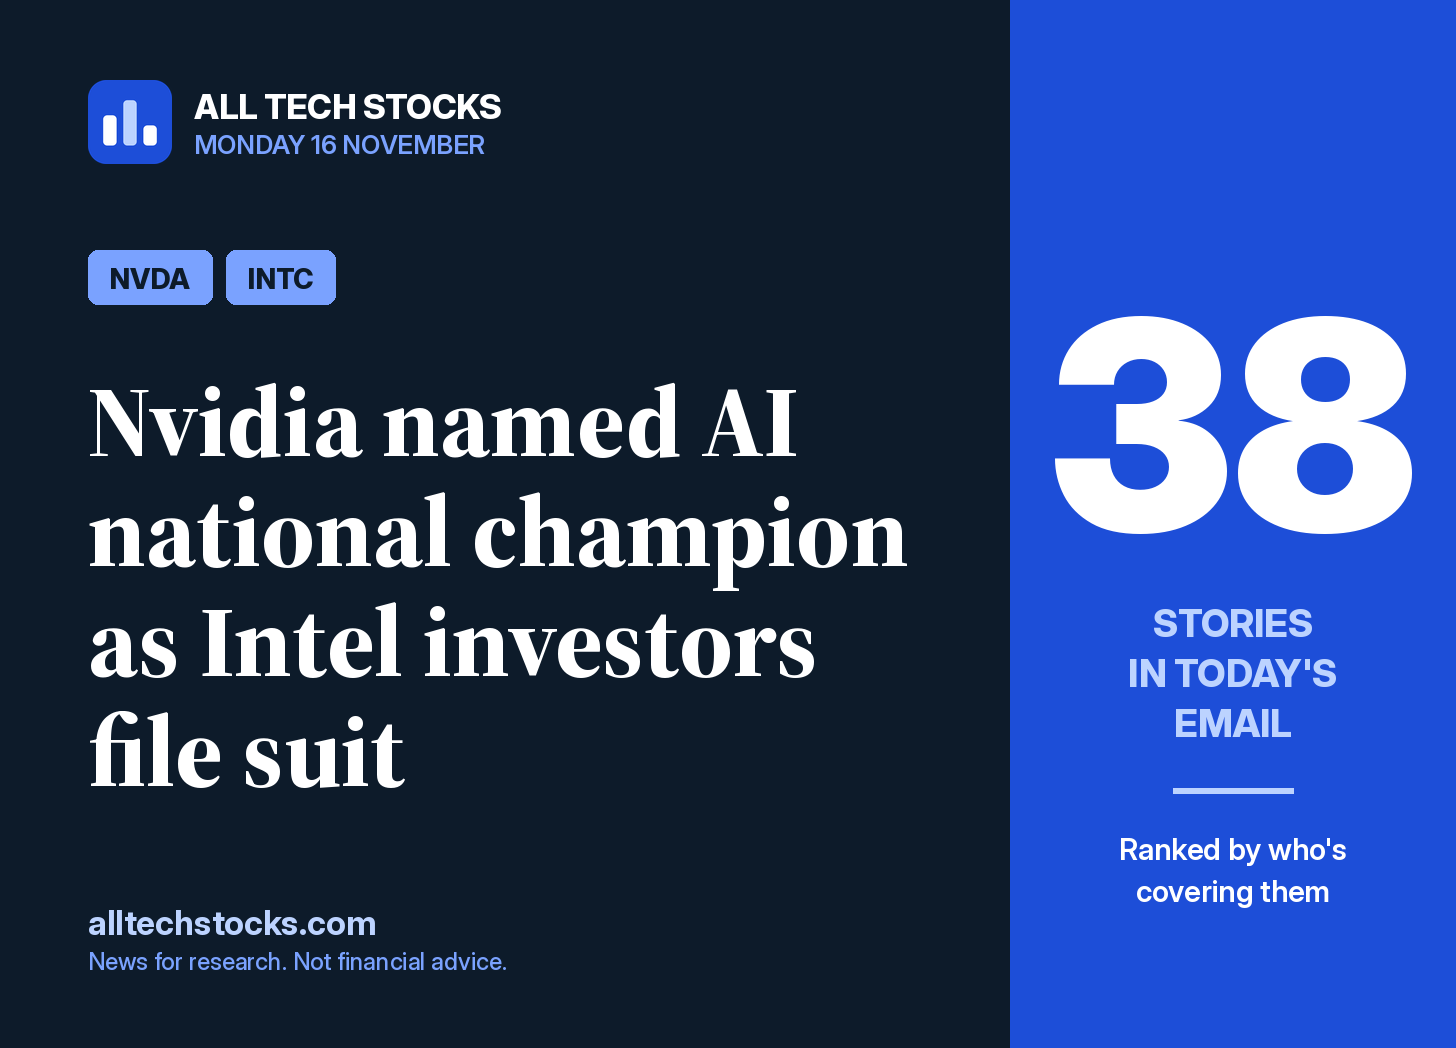 ALL TECH STOCKS
MONDAY 16 NOVEMBER
NVDA
INTC
Nvidia named AI
national champion
as Intel investors
file suit
alltechstocks.com
News for research. Not financial advice.
38
STORIES
IN TODAY'S
EMAIL
Ranked by who's
covering them